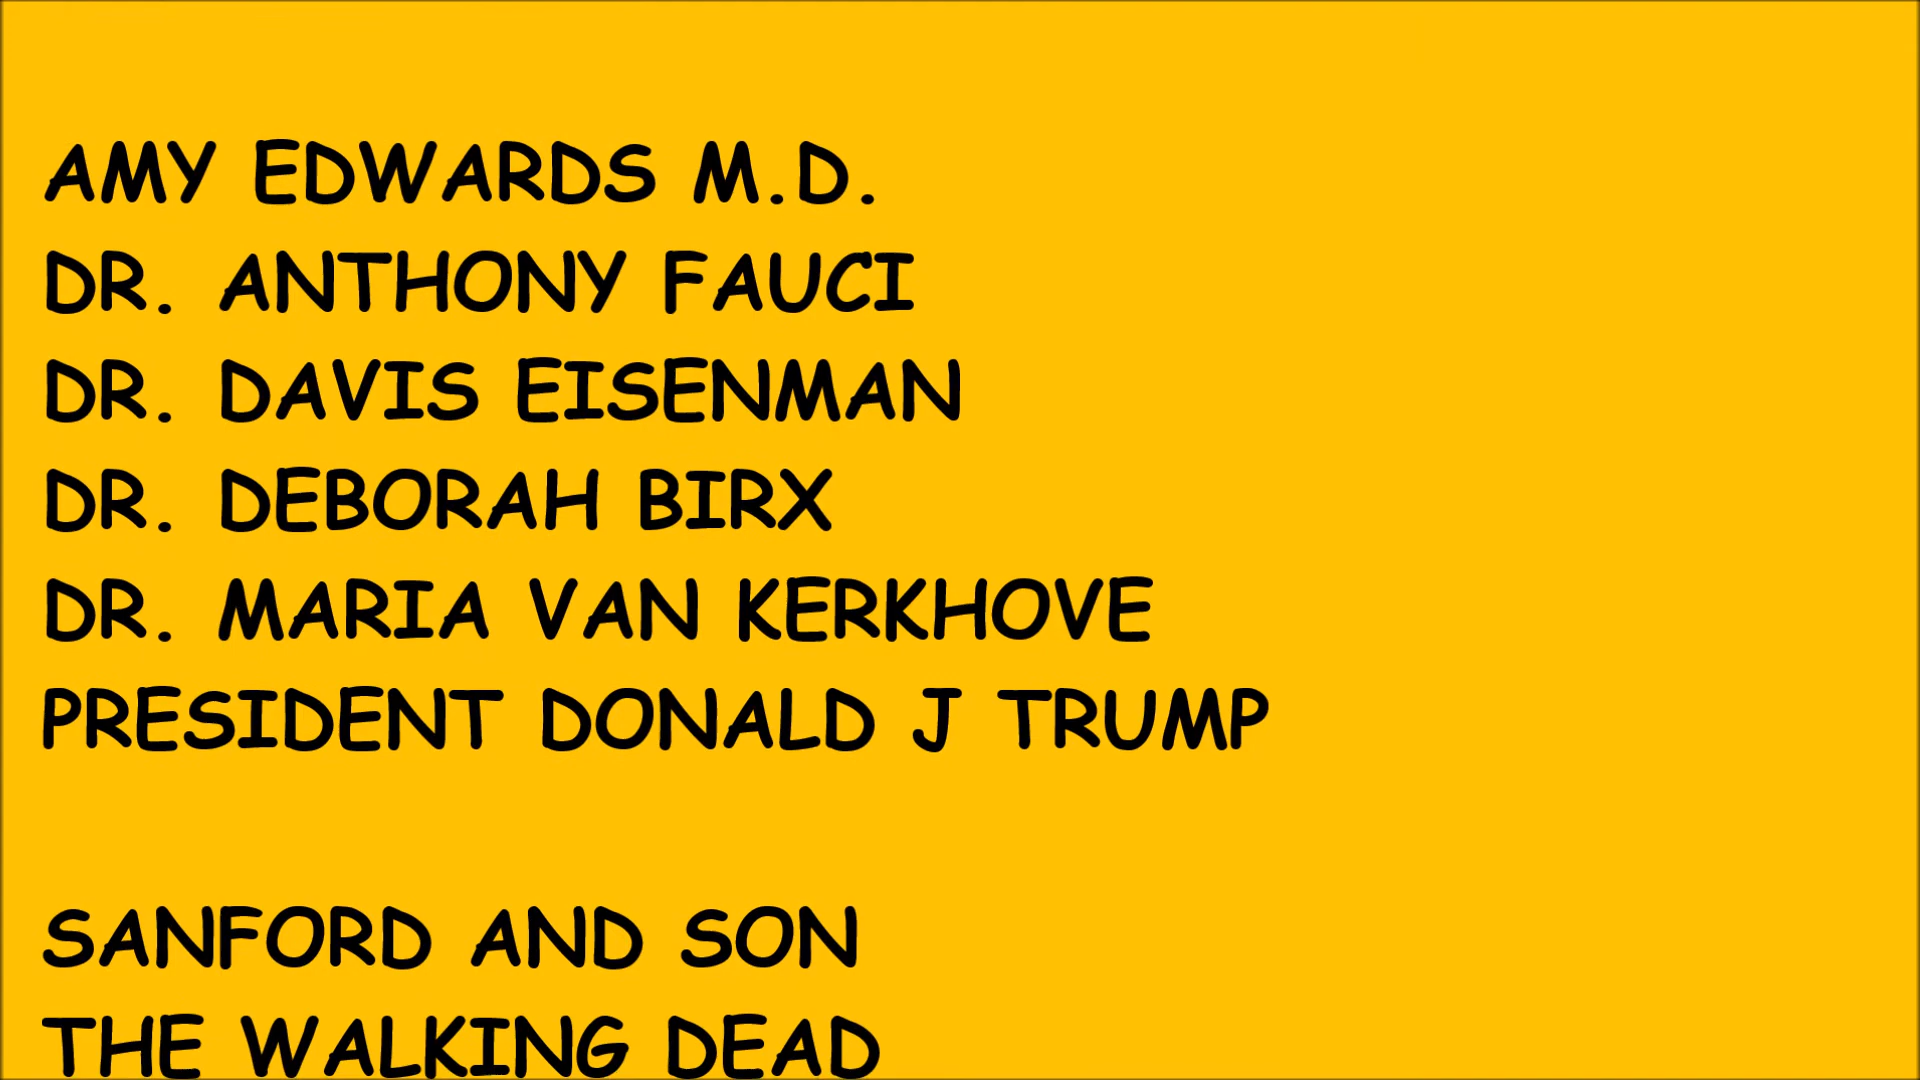 AMY EDWARDS M.D.
DR. ANTHONY FAUCI
DR. DAVIS EISENMAN
DR. DEBORAH BIRX
DR. MARIA VAN KERKHOVE
PRESIDENT DONALD J TRUMP
SANFORD AND SON
THE WALKING DEAD